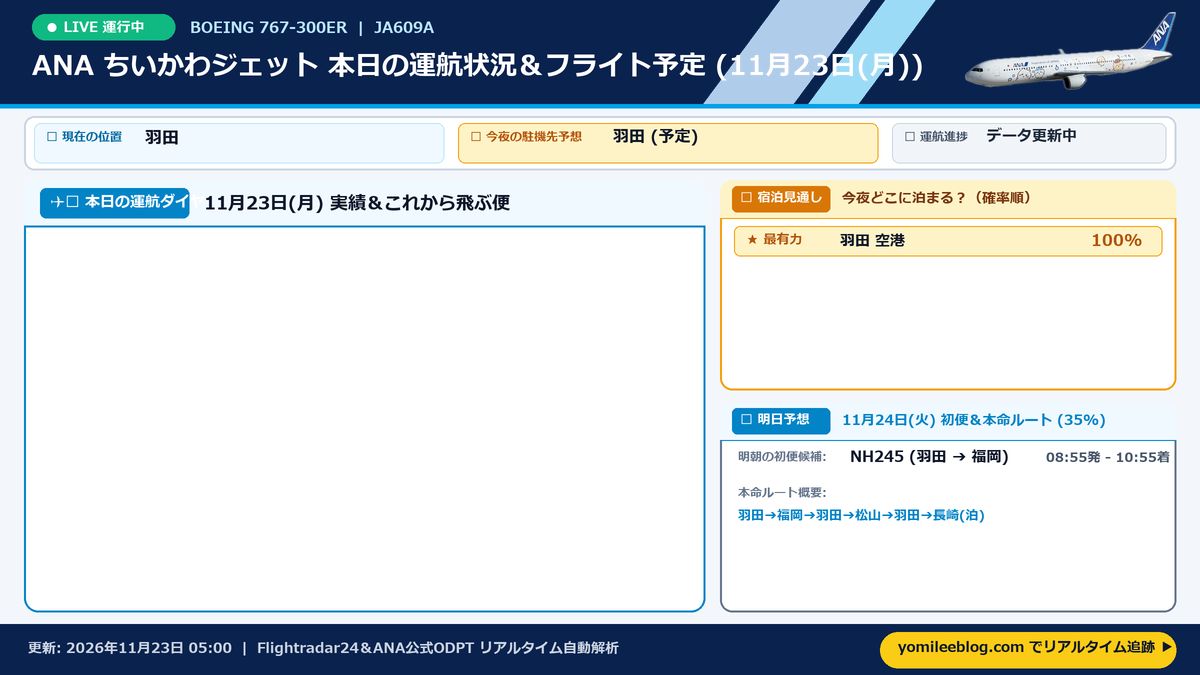 ● LIVE 運行中
BOEING 767-300ER | JA609A
ANA ちいかわジェット 本日の運航状況＆フライト予定 (11月23日(月))
ANA
ANA
□ 現在の位置 羽田
□ 今夜の駐機先予想 羽田 (予定)
□ 運航進捗 データ更新中
✈□ 本日の運航ダイ 11月23日(月) 実績＆これから飛ぶ便
□ 宿泊見通し 今夜どこに泊まる？（確率順）
★ 最有力 羽田 空港 100%
□ 明日予想 11月24日(火) 初便＆本命ルート (35%)
明朝の初便候補: NH245 (羽田 → 福岡) 08:55発 - 10:55着
本命ルート概要:
羽田→福岡→羽田→松山→羽田→長崎(泊)
更新: 2026年11月23日 05:00 | Flightradar24＆ANA公式ODPT リアルタイム自動解析
yomileeblog.com でリアルタイム追跡 ▶